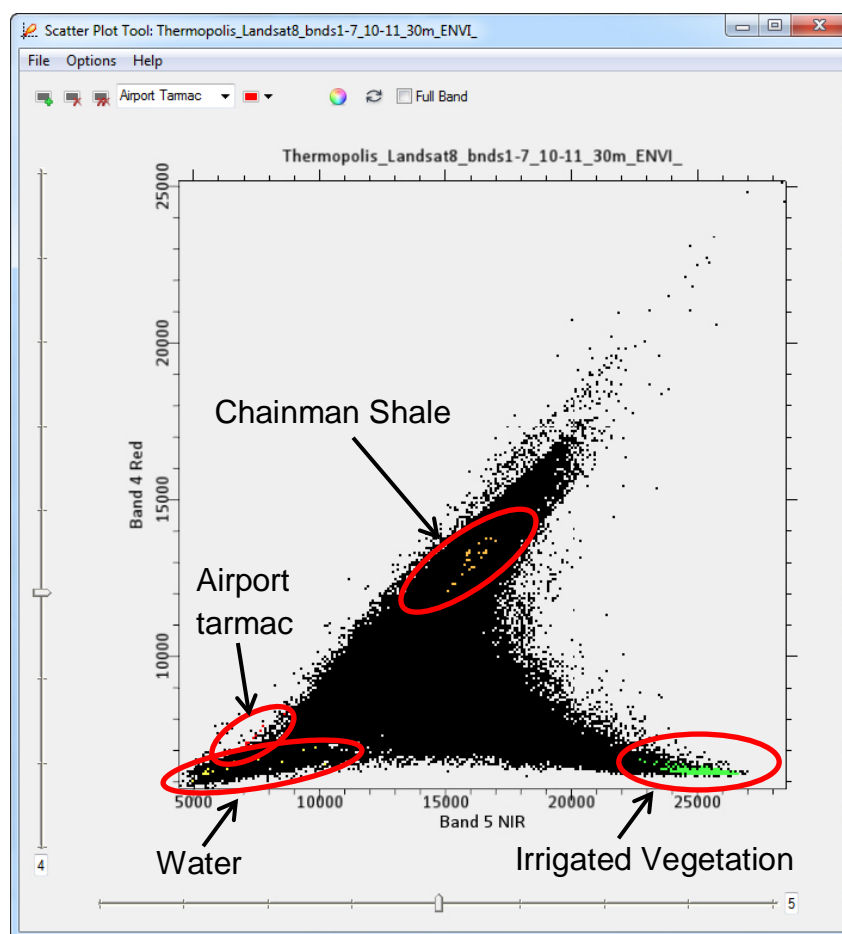 Scatter Plot Tool: Thermopolis_Landsat8_bnds1-7_10-11_30m_ENVI_
File Options Help
Airport Tarmac
Full Band
Thermopolis_Landsat8_bnds1-7_10-11_30m_ENVI_
25000
20000
15000
10000
Band 4 Red
Chainman Shale
Airport
tarmac
5000 10000 15000 20000 25000
Band 5 NIR
Water
Irrigated Vegetation
4
5